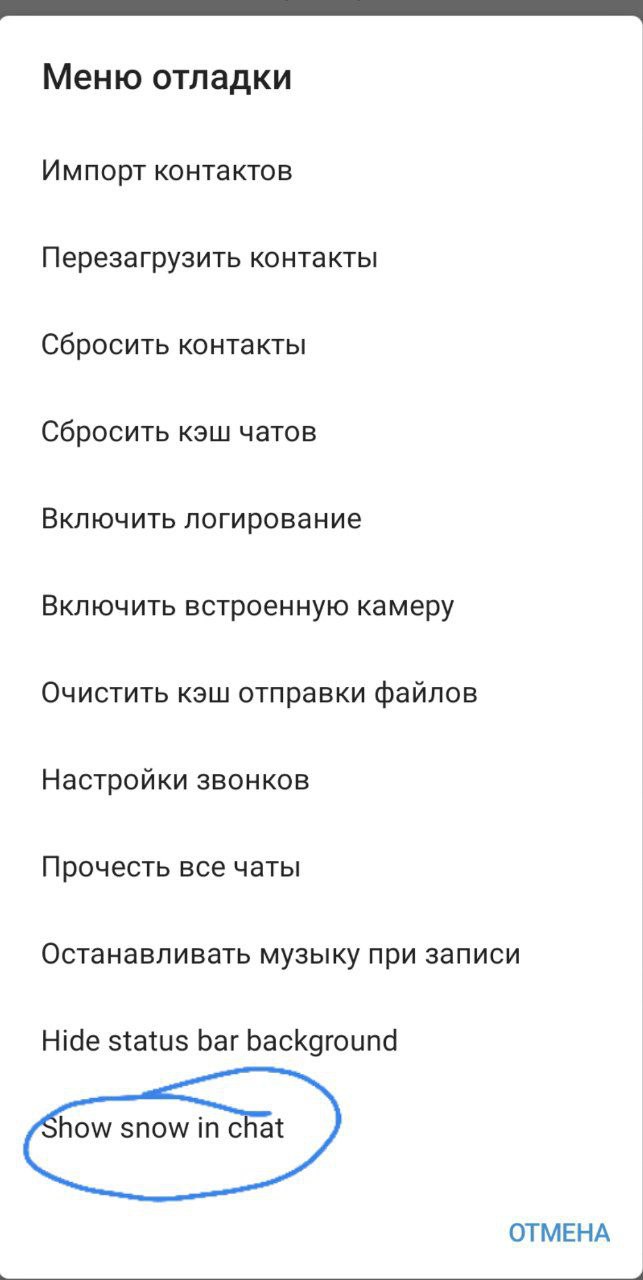 Меню отладки
Импорт контактов
Перезагрузить контакты
Сбросить контакты
Сбросить кэш чатов
Включить логирование
Включить встроенную камеру
Очистить кэш отправки файлов
Настройки звонков
Прочесть все чаты
Останавливать музыку при записи
Hide status bar background
Show snow in chat
ОТМЕНА